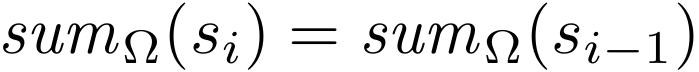 sum_Ω(s_i) = sum_Ω(s_{i−1})